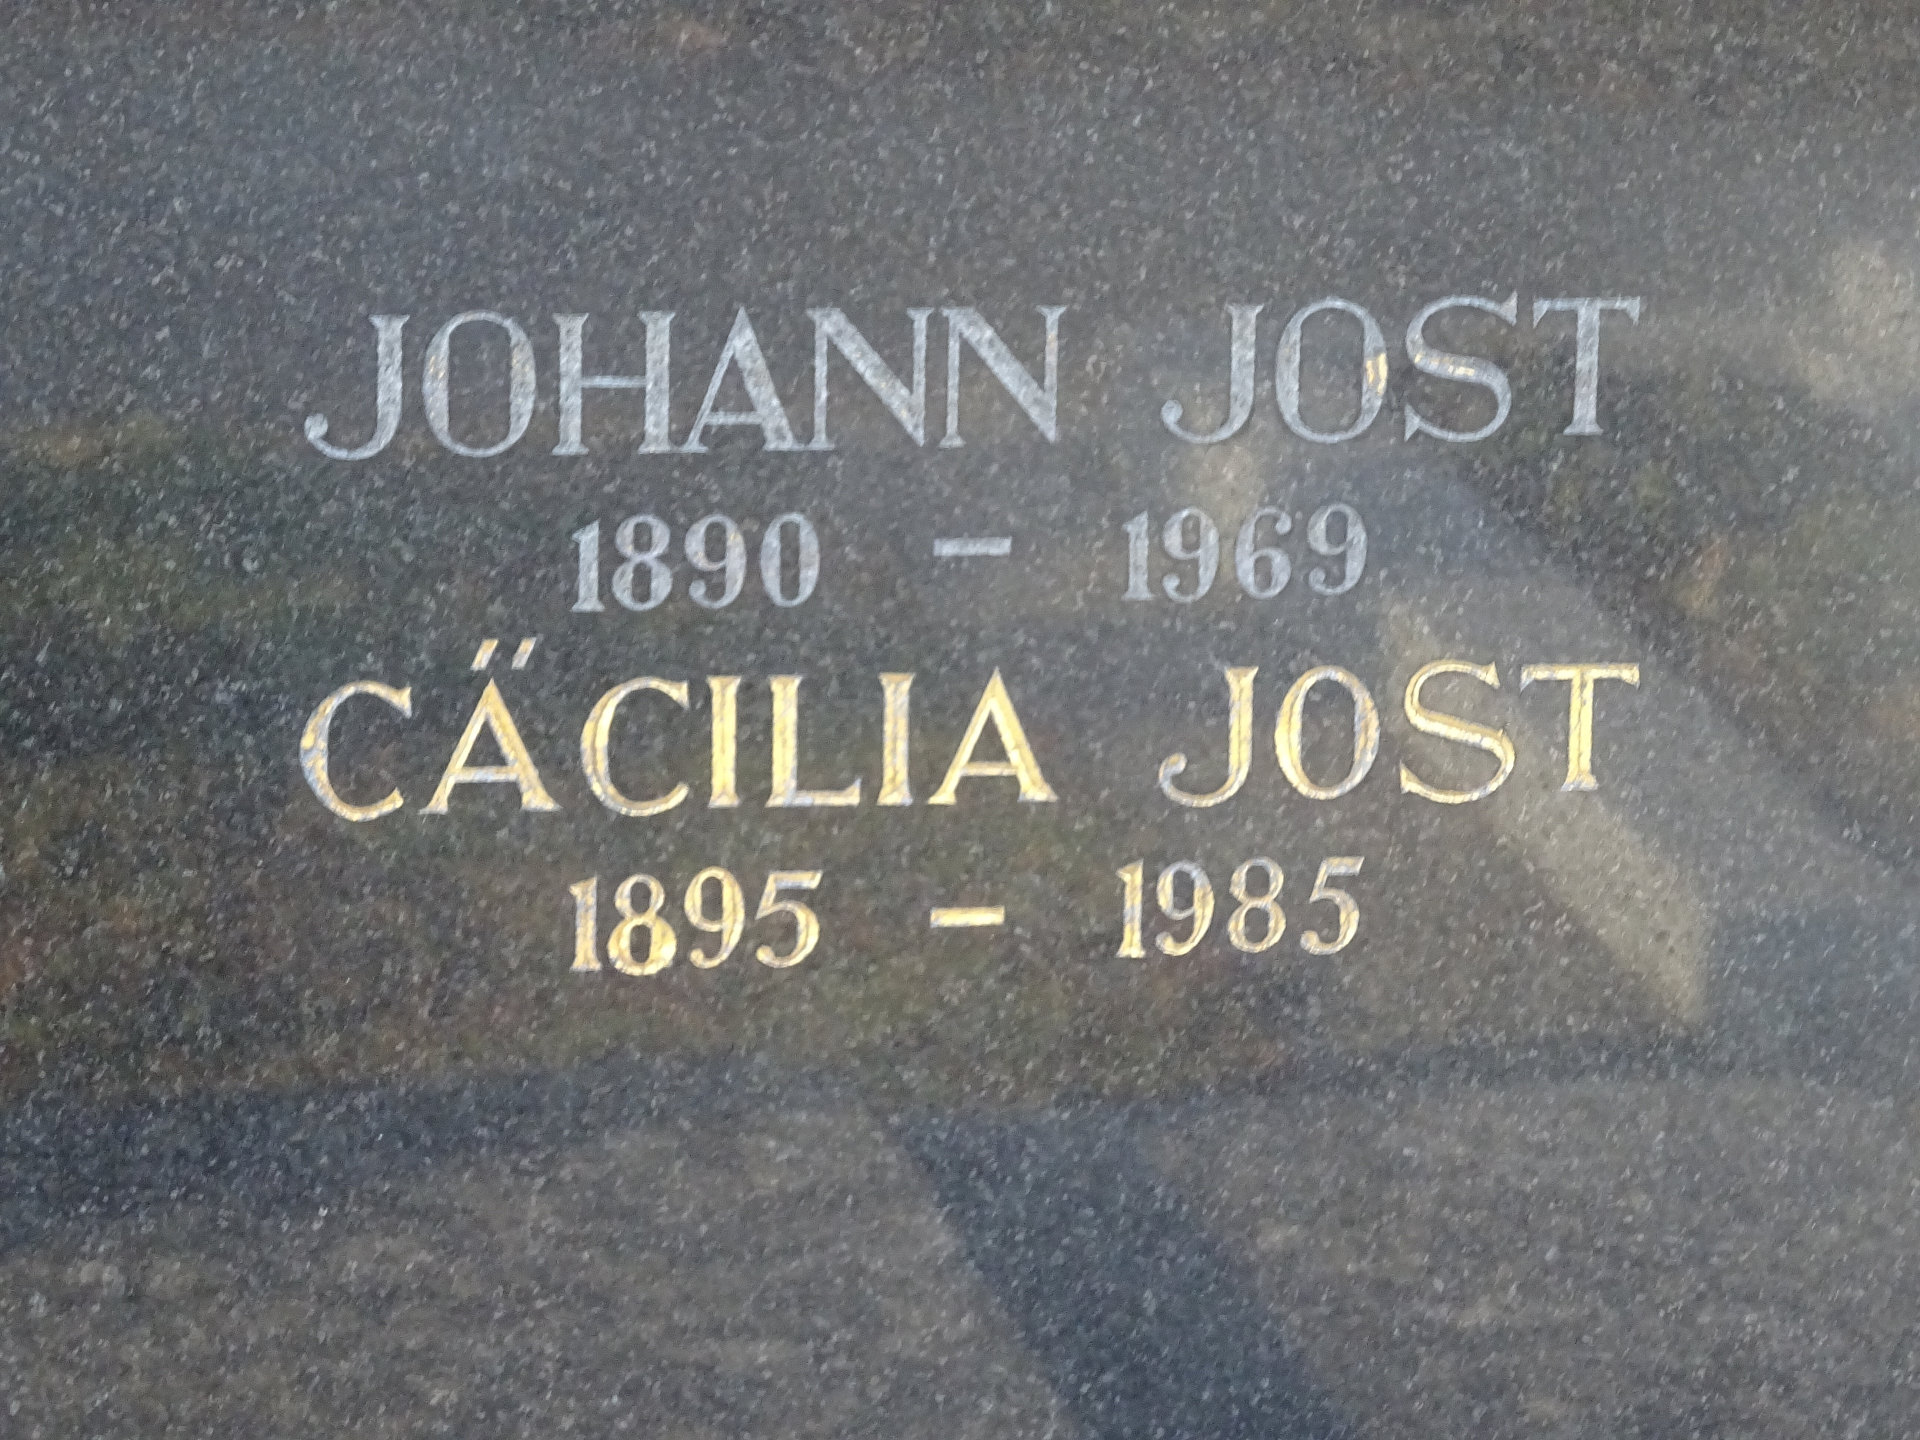 JOHANN JOST
1890 – 1969
CÄCILIA JOST
1895 – 1985